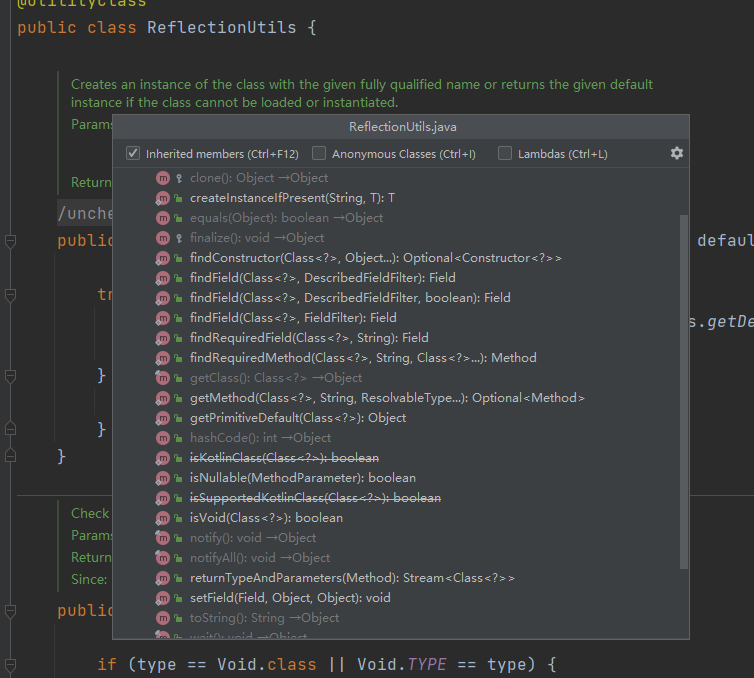 @UtilityClass
public class ReflectionUtils {
Creates an instance of the class with the given fully qualified name or returns the given default
instance if the class cannot be loaded or instantiated.
Params
ReflectionUtils.java
Inherited members (Ctrl+F12) Anonymous Classes (Ctrl+I) Lambdas (Ctrl+L)
Return
/unche
public
defaul
tr
s.getDe
}
}
}
m clone(): Object →Object
m createInstanceIfPresent(String, T): T
m equals(Object): boolean →Object
m finalize(): void →Object
m findConstructor(Class<?>, Object...): Optional<Constructor<?>>
m findField(Class<?>, DescribedFieldFilter): Field
m findField(Class<?>, DescribedFieldFilter, boolean): Field
m findField(Class<?>, FieldFilter): Field
m findRequiredField(Class<?>, String): Field
m findRequiredMethod(Class<?>, String, Class<?>...): Method
m getClass(): Class<?> →Object
m getMethod(Class<?>, String, ResolvableType...): Optional<Method>
m getPrimitiveDefault(Class<?>): Object
m hashCode(): int →Object
m isKotlinClass(Class<?>): boolean
m isNullable(MethodParameter): boolean
m isSupportedKotlinClass(Class<?>): boolean
m isVoid(Class<?>): boolean
m notify(): void →Object
m notifyAll(): void →Object
m returnTypeAndParameters(Method): Stream<Class<?>>
m setField(Field, Object, Object): void
m toString(): String →Object
m wait(): void →Object
Check
Params
Return
Since:
public
if (type == Void.class || Void.TYPE == type) {